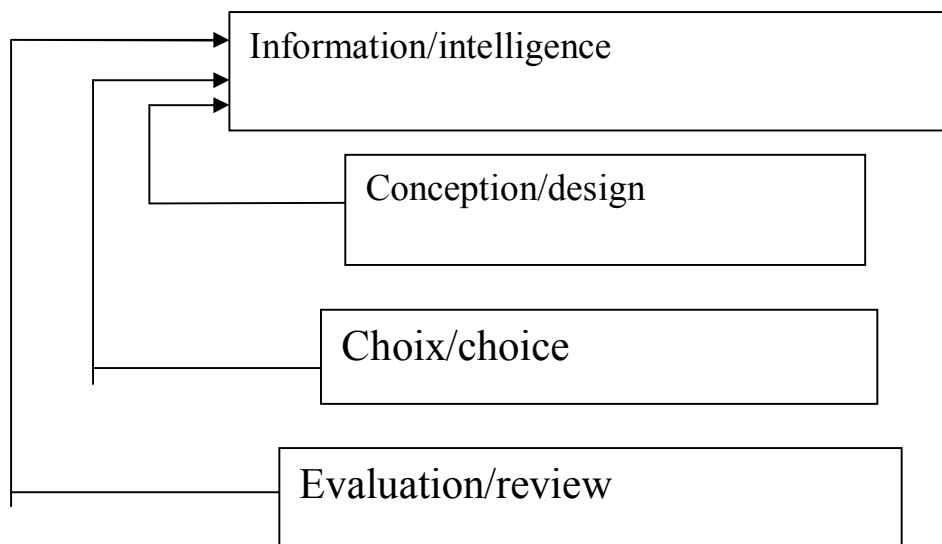 Information/intelligence
Conception/design
Choix/choice
Evaluation/review